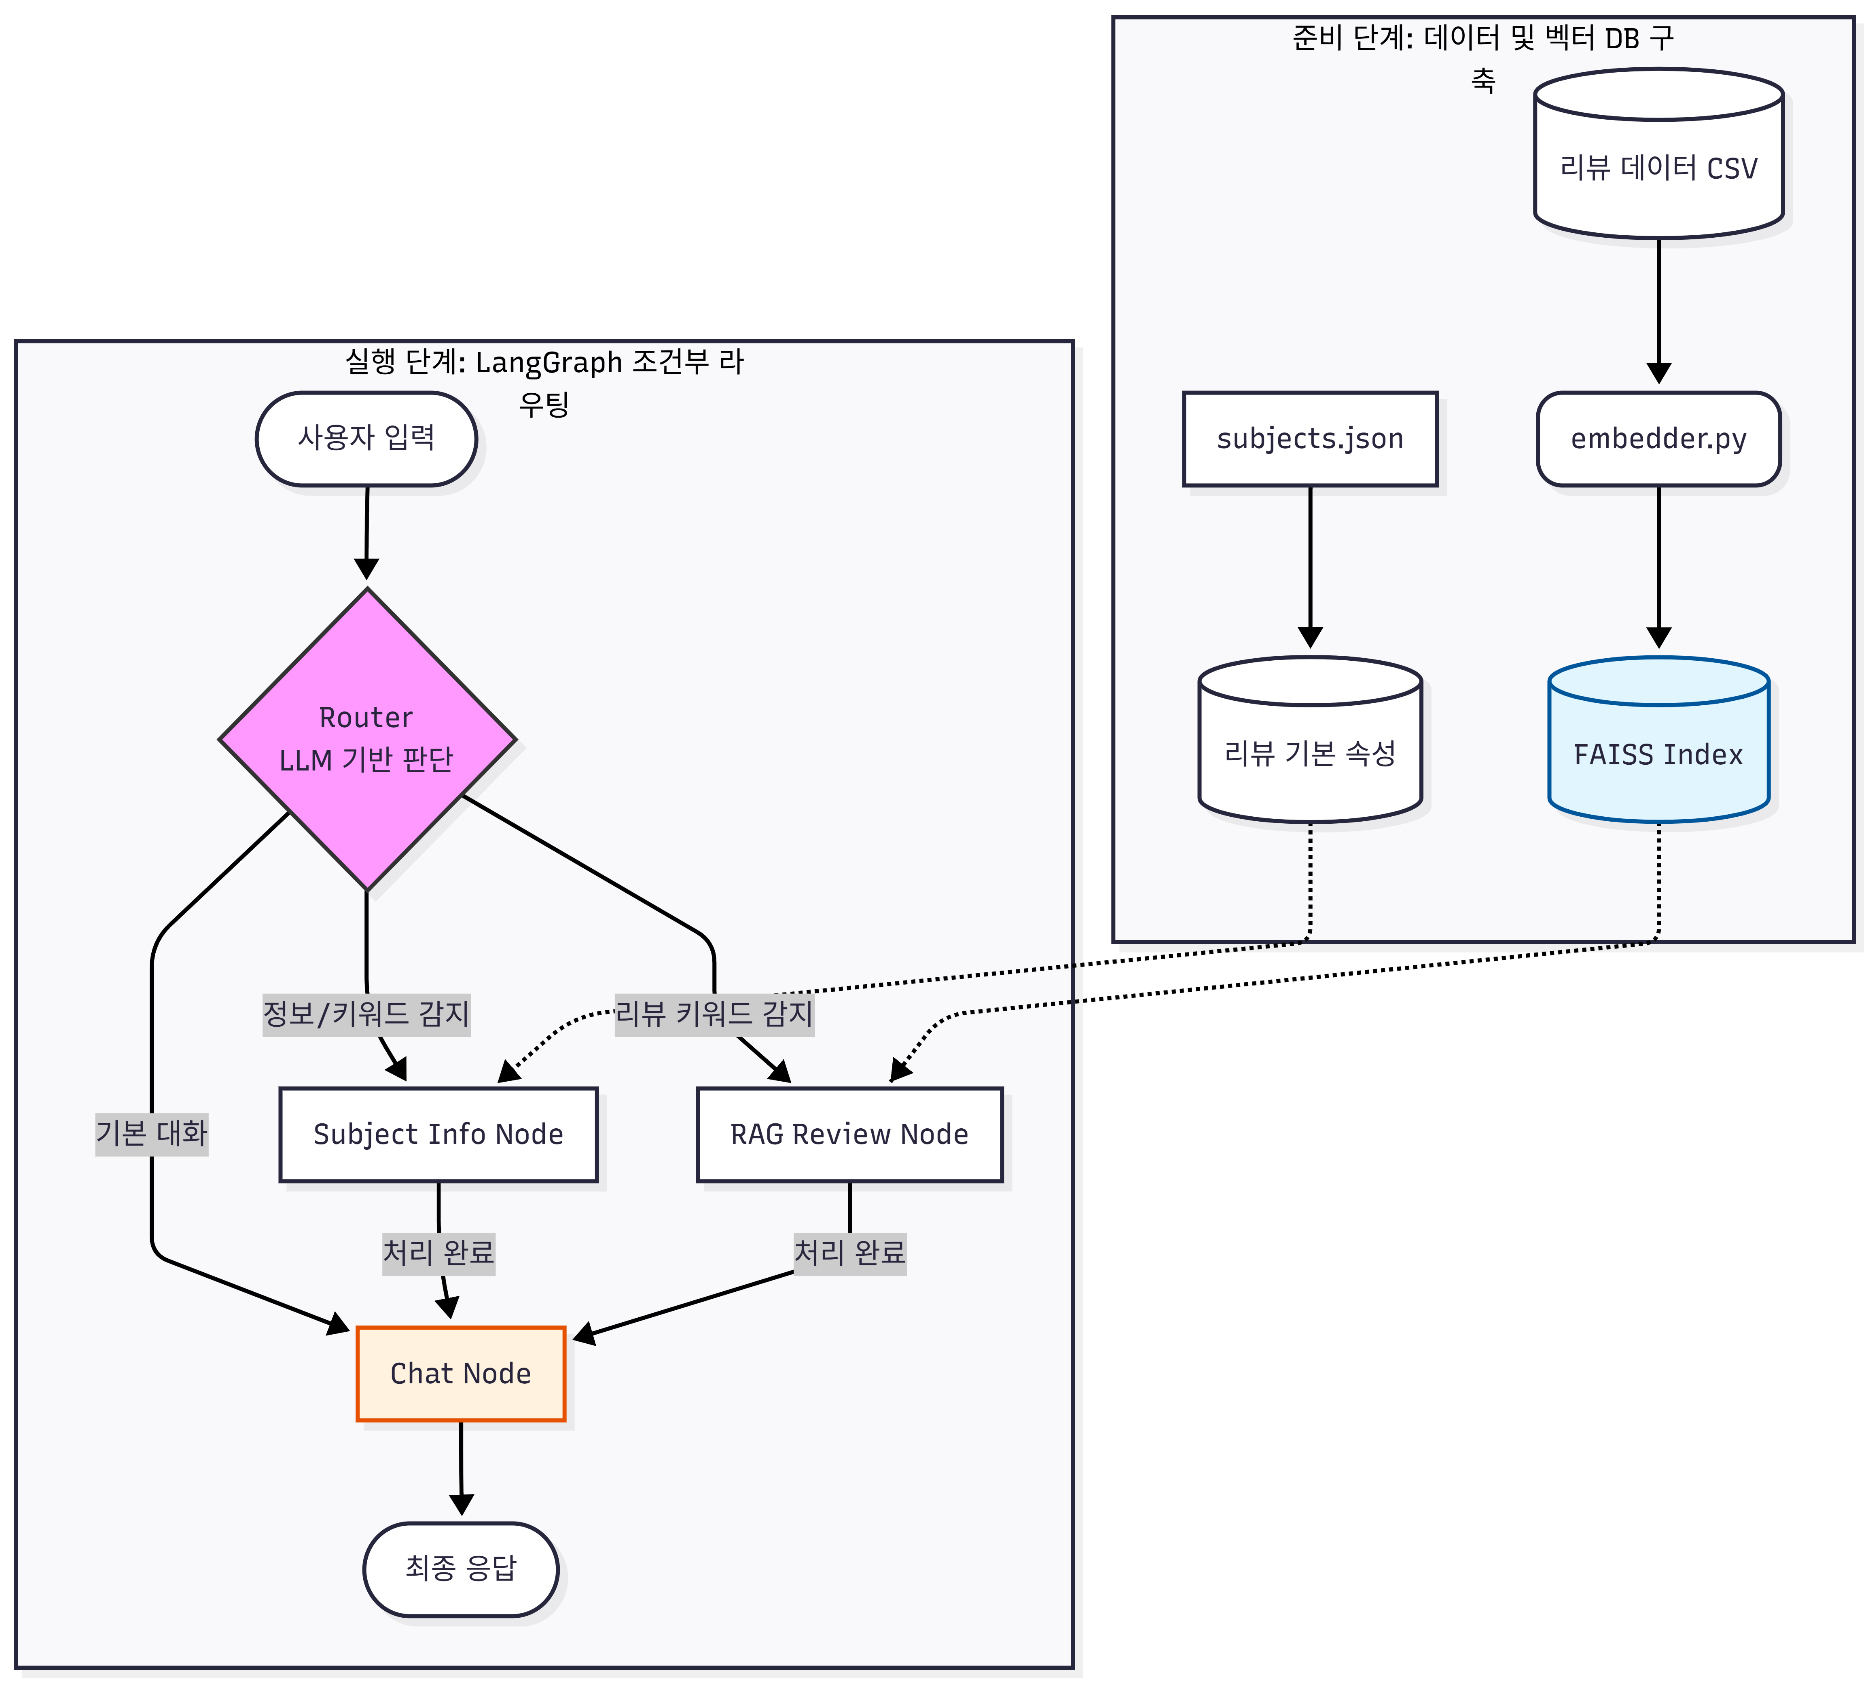 준비 단계: 데이터 및 벡터 DB 구
축
리뷰 데이터 CSV
subjects.json
embedder.py
리뷰 기본 속성
FAISS Index
실행 단계: LangGraph 조건부 라
우팅
사용자 입력
Router
LLM 기반 판단
정보/키워드 감지
리뷰 키워드 감지
기본 대화
Subject Info Node
RAG Review Node
처리 완료
처리 완료
Chat Node
최종 응답